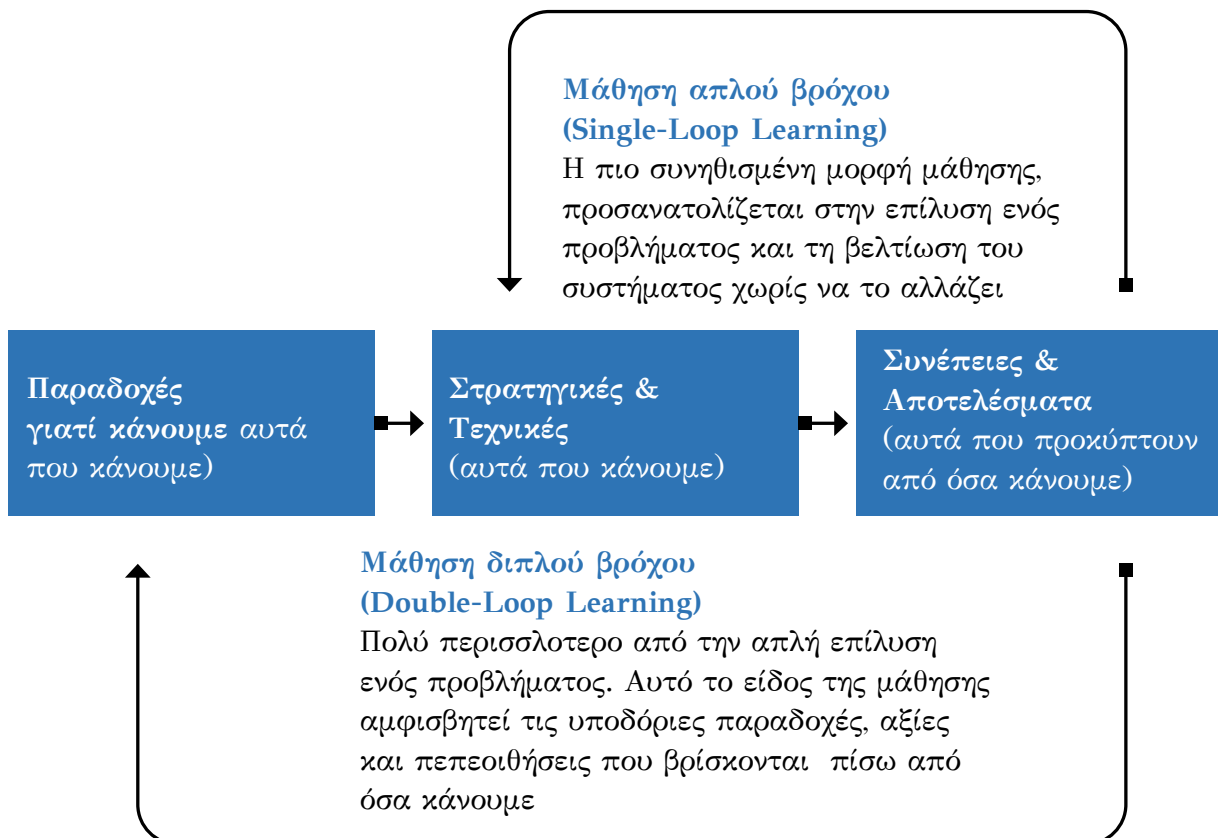 Μάθηση απλού βρόχου
(Single-Loop Learning)
Η πιο συνηθισμένη μορφή μάθησης,
προσανατολίζεται στην επίλυση ενός
προβλήματος και τη βελτίωση του
συστήματος χωρίς να το αλλάζει
Παραδοχές
γιατί κάνουμε αυτά
που κάνουμε)
Στρατηγικές &
Τεχνικές
(αυτά που κάνουμε)
Συνέπειες &
Αποτελέσματα
(αυτά που προκύπτουν
από όσα κάνουμε)
Μάθηση διπλού βρόχου
(Double-Loop Learning)
Πολύ περισσλοτερο από την απλή επίλυση
ενός προβλήματος. Αυτό το είδος της μάθησης
αμφισβητεί τις υποδόριες παραδοχές, αξίες
και πεπεοιθήσεις που βρίσκονται πίσω από
όσα κάνουμε